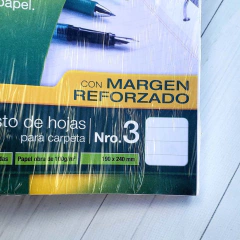 papel.
CON MARGEN
REFORZADO
sto de hojas
para carpeta Nro. 3
190 x 240 mm